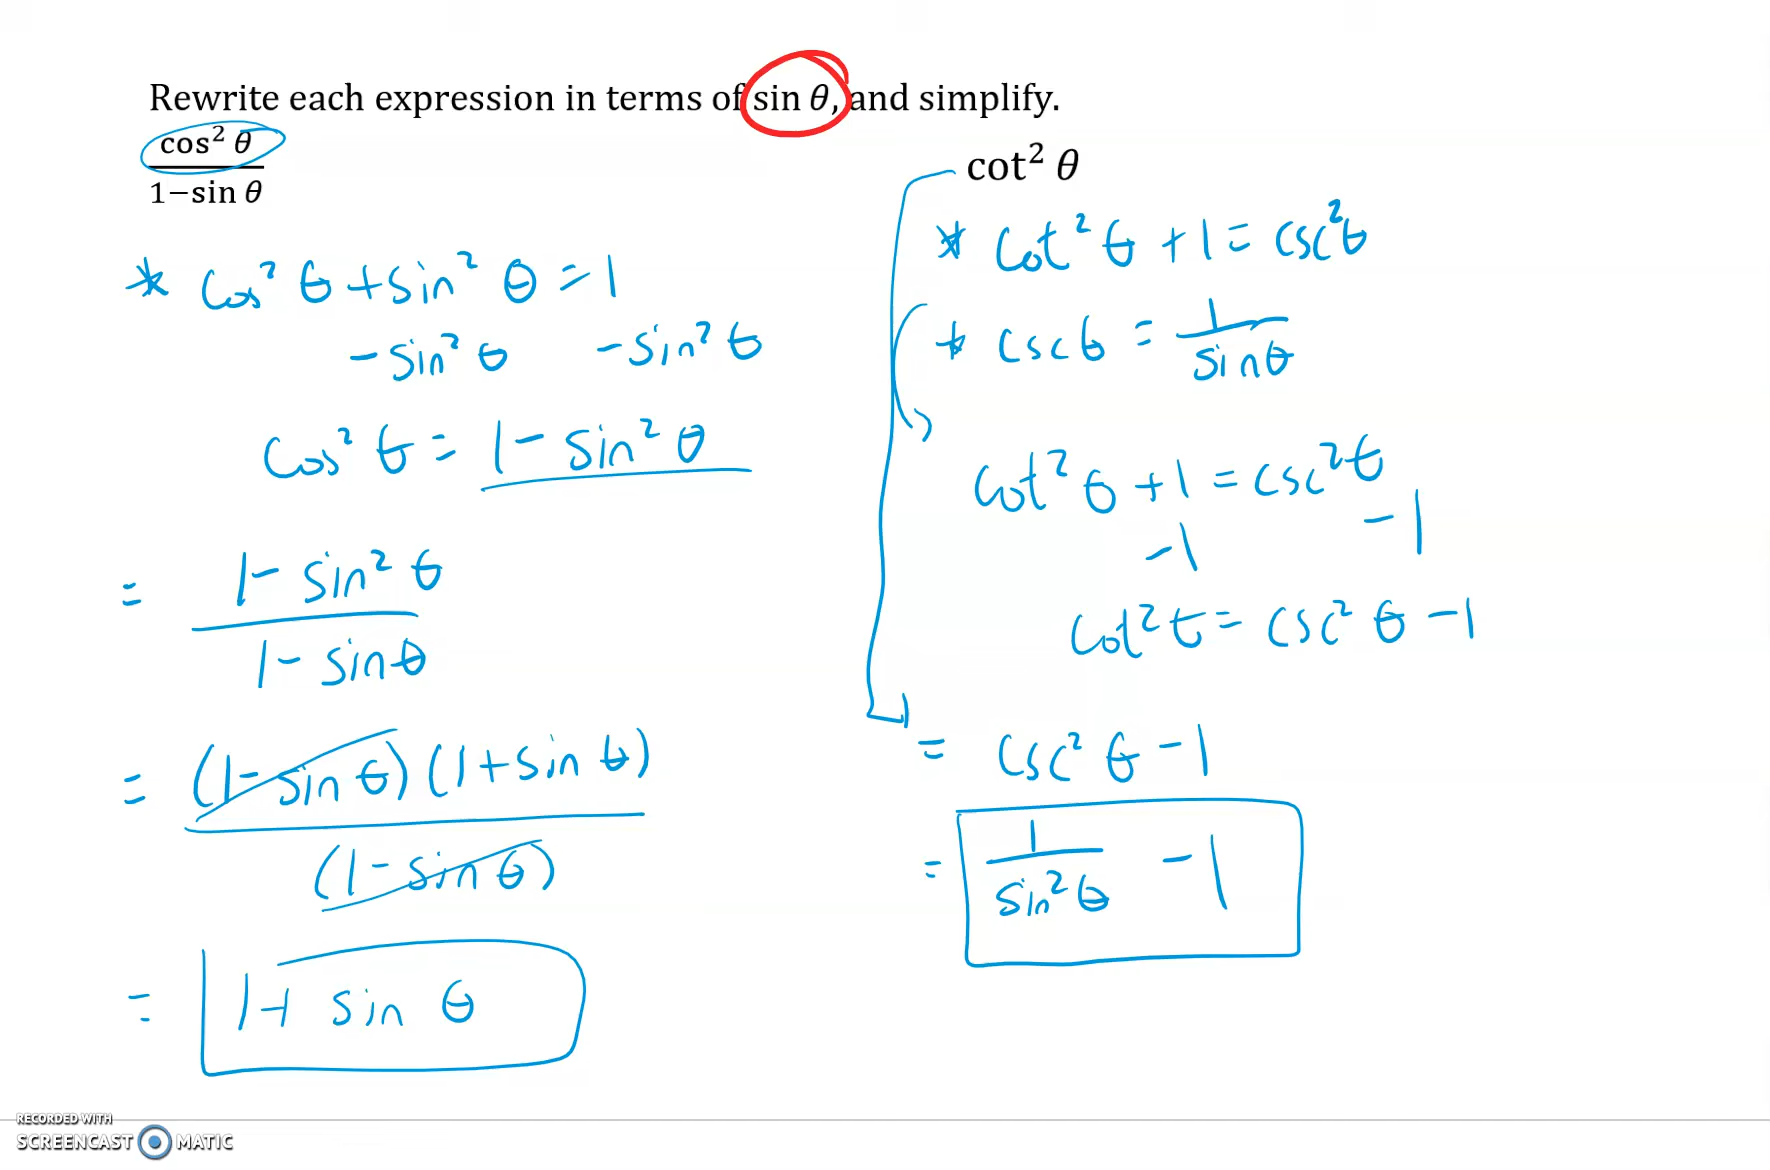 Rewrite each expression in terms of sin θ, and simplify.
cos² θ
1−sin θ
* cos² θ + sin² θ = 1
− sin² θ − sin² θ
cos² θ = 1 − sin² θ
= 1 − sin² θ
1 − sin θ
= (1 − sin θ) (1 + sin θ)
(1 − sin θ)
= 1 + sin θ
cot² θ
* cot² θ + 1 = csc² θ
* csc θ = 1
sin θ
cot² θ + 1 = csc² θ
−1 −1
cot² θ = csc² θ − 1
= csc² θ − 1
= 1 − 1
sin² θ
RECORDED WITH
SCREENCAST MATIC